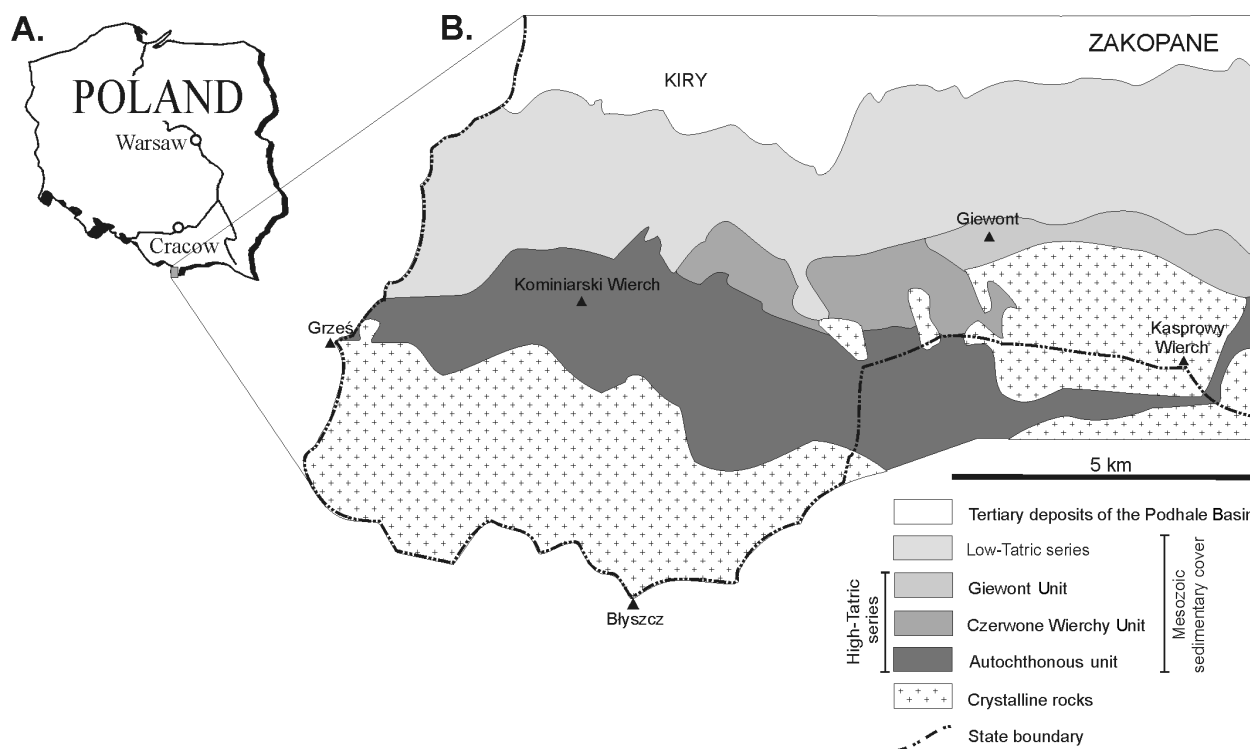 A.
POLAND
Warsaw
Cracow
B.
ZAKOPANE
KIRY
Giewont
Kominiarski Wierch
Grześ
Kasprowy
Wierch
Błyszcz
5 km
Tertiary deposits of the Podhale Basin
Low-Tatric series
Giewont Unit
Czerwone Wierchy Unit
Autochthonous unit
Crystalline rocks
State boundary
High-Tatric
series
Mesozoic
sedimentary cover